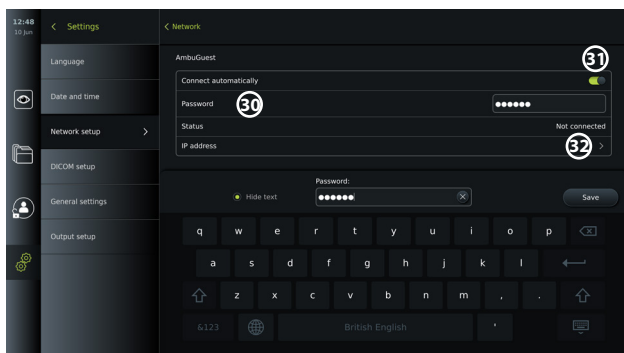 12:48
10 Jun
< Settings
< Network
Language
Date and time
Network setup >
DICOM setup
General settings
Output setup
AmbuGuest
31
Connect automatically
Password
30
●●●●●●
Status
Not connected
IP address
32
>
Password:
Hide text
●●●●●●
Save
q w e r t y u i o p
a s d f g h j k l
z x c v b n m , .
&123
British English
'